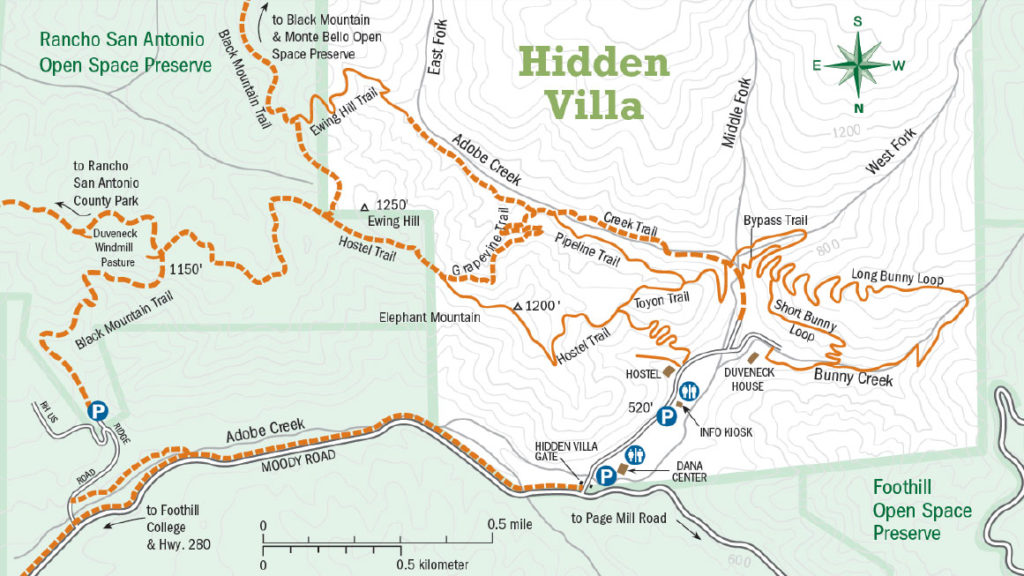 to Black Mountain
& Monte Bello Open
Space Preserve
Rancho San Antonio
Open Space Preserve
Black Mountain Trail
East Fork
Hidden
Villa
S
E
W
N
Ewing Hill Trail
Middle Fork
1200
West Fork
Adobe Creek
to Rancho
San Antonio
County Park
1250'
Ewing Hill
Duveneck
Windmill
Pasture
1150'
Hostel Trail
Grapevine Trail
Creek Trail
Pipeline Trail
Bypass Trail
800
Long Bunny Loop
Black Mountain Trail
Elephant Mountain
1200'
Toyon Trail
Short Bunny
Loop
Hostel Trail
HOSTEL
DUVENECK
HOUSE
Bunny Creek
P
RHUS
RIDGE
ROAD
520'
P
INFO KIOSK
Adobe Creek
MOODY ROAD
HIDDEN VILLA
GATE
P
DANA
CENTER
to Foothill
College
& Hwy. 280
0
0.5 mile
0
0.5 kilometer
to Page Mill Road
600
Foothill
Open Space
Preserve